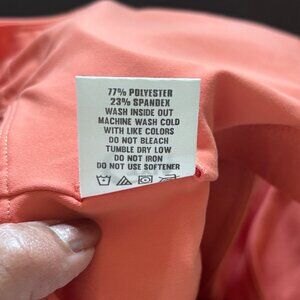 77% POLYESTER
23% SPANDEX
WASH INSIDE OUT
MACHINE WASH COLD
WITH LIKE COLORS
DO NOT BLEACH
TUMBLE DRY LOW
DO NOT IRON
DO NOT USE SOFTENER